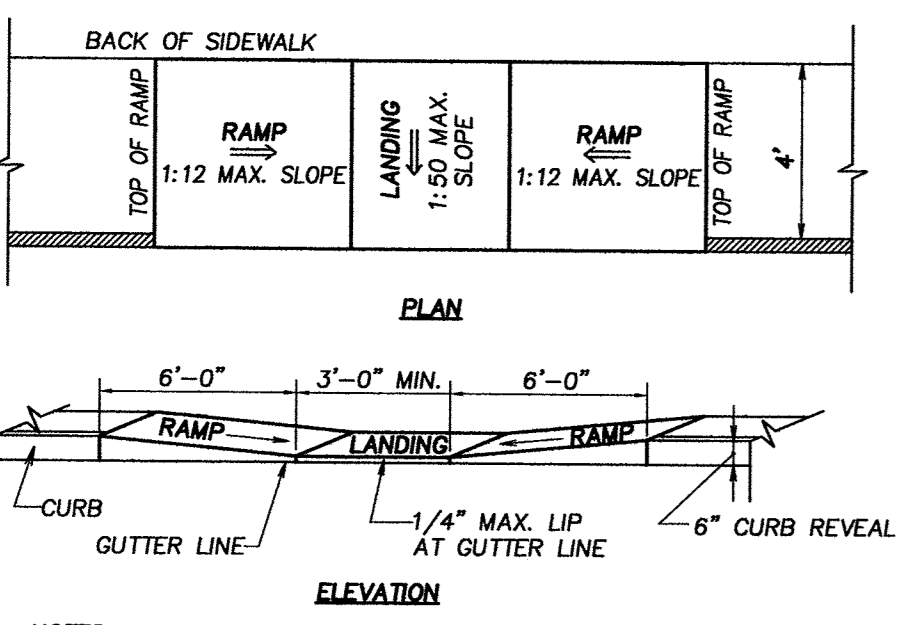 BACK OF SIDEWALK
TOP OF RAMP
RAMP
1:12 MAX. SLOPE
LANDING
1:50 MAX.
SLOPE
RAMP
1:12 MAX. SLOPE
TOP OF RAMP
4'
PLAN
6'-0"
3'-0" MIN.
6'-0"
RAMP
LANDING
RAMP
CURB
GUTTER LINE
1/4" MAX. LIP
AT GUTTER LINE
6" CURB REVEAL
ELEVATION